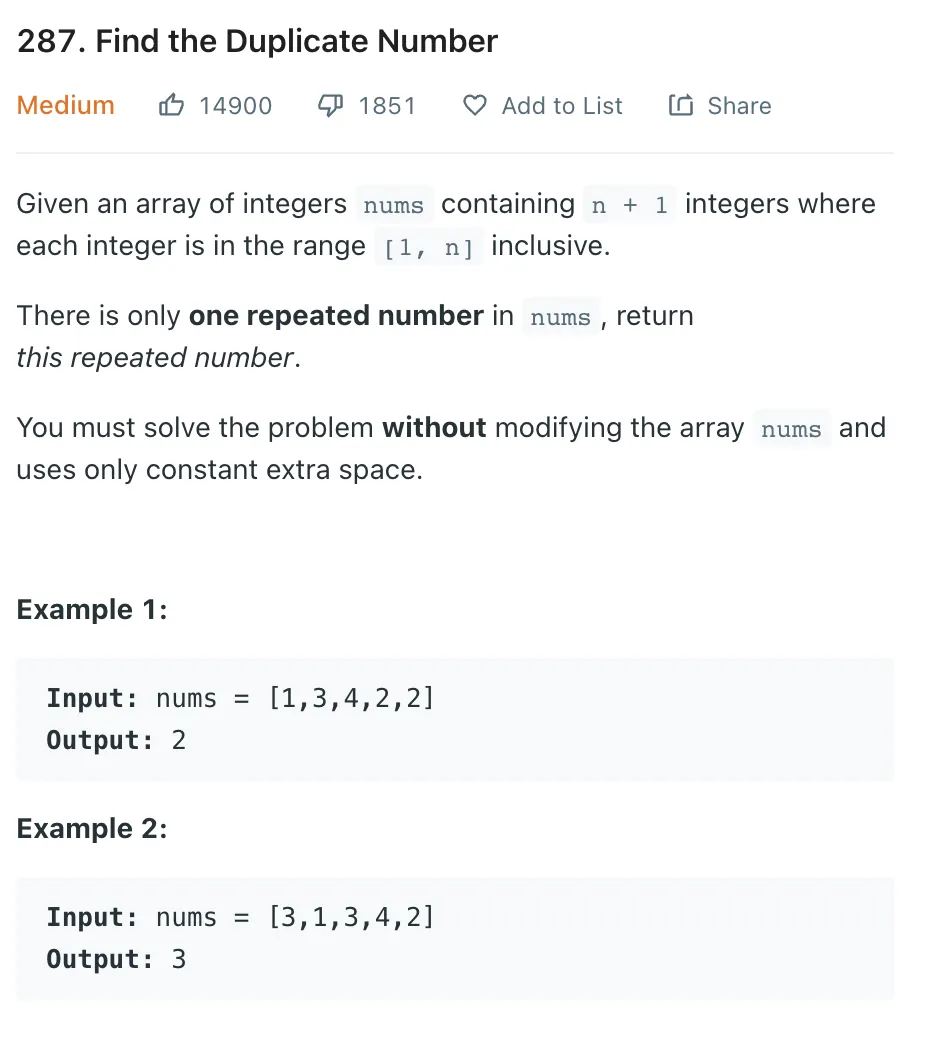 287. Find the Duplicate Number
Medium 14900 1851 Add to List Share
Given an array of integers nums containing n + 1 integers where
each integer is in the range [1, n] inclusive.
There is only one repeated number in nums , return
this repeated number.
You must solve the problem without modifying the array nums and
uses only constant extra space.
Example 1:
Input: nums = [1,3,4,2,2]
Output: 2
Example 2:
Input: nums = [3,1,3,4,2]
Output: 3